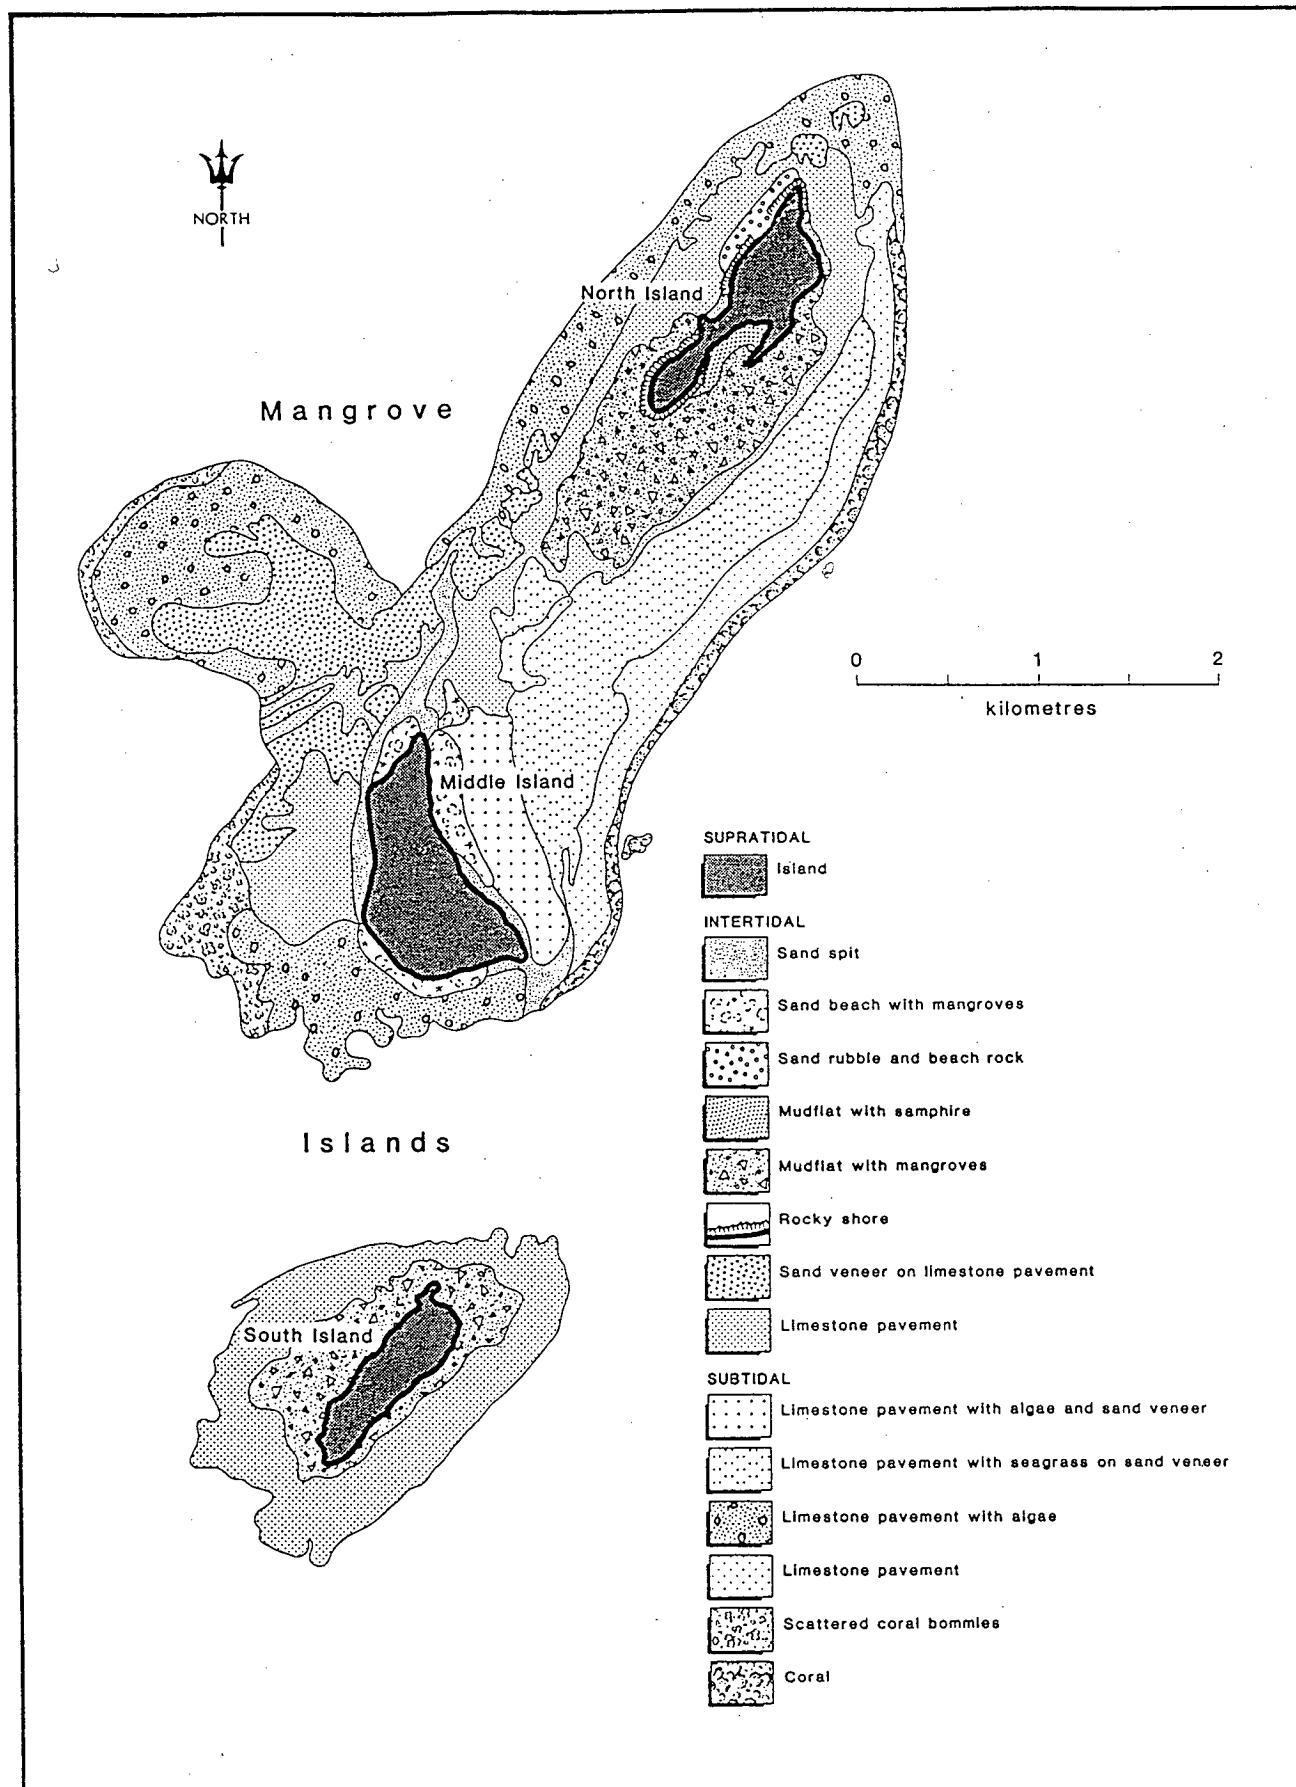 NORTH
North Island
Mangrove
0 1 2
kilometres
Middle Island
SUPRATIDAL
Island
INTERTIDAL
Sand spit
Sand beach with mangroves
Sand rubble and beach rock
Mudflat with samphire
Mudflat with mangroves
Rocky shore
Sand veneer on limestone pavement
Limestone pavement
Islands
South Island
SUBTIDAL
Limestone pavement with algae and sand veneer
Limestone pavement with seagrass on sand veneer
Limestone pavement with algae
Limestone pavement
Scattered coral bommies
Coral